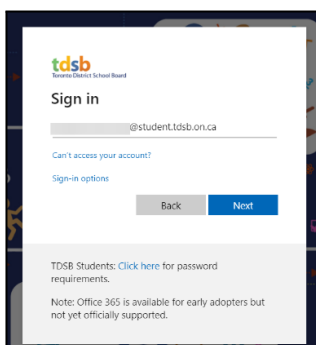 tdsb
Toronto District School Board
Sign in
@student.tdsb.on.ca
Can't access your account?
Sign-in options
Back Next
TDSB Students: Click here for password
requirements.
Note: Office 365 is available for early adopters but
not yet officially supported.